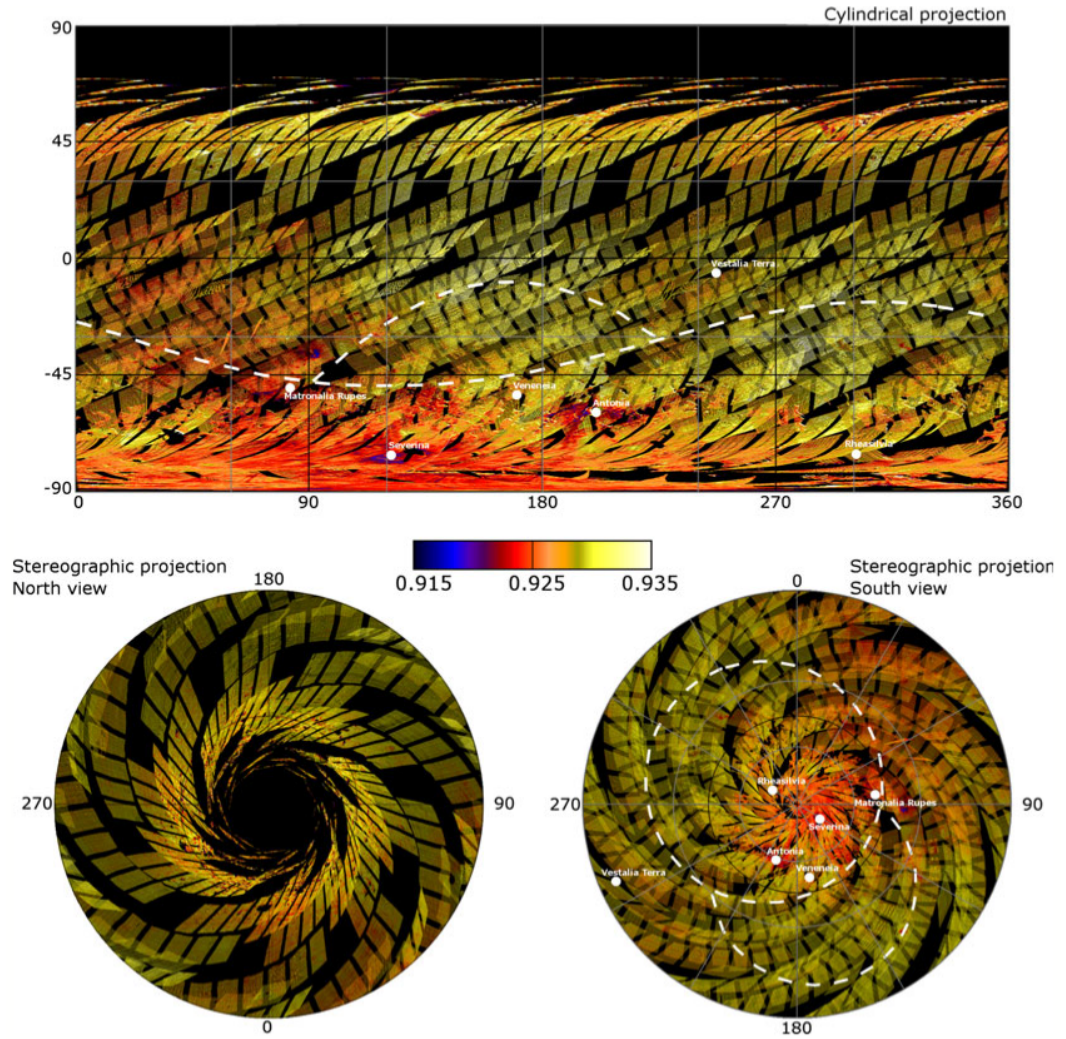 Cylindrical projection
90
45
0
-45
-90
Vestalia Terra
Matronalia Rupes
Veneneia
Antonia
Severina
Rheasilvia
0
90
180
270
360
0.915
0.925
0.935
Stereographic projection
North view
180
270
90
0
Stereographic projetion
South view
0
270
90
180
Rheasilvia
Matronalia Rupes
Severina
Antonia
Veneneia
Vestalia Terra